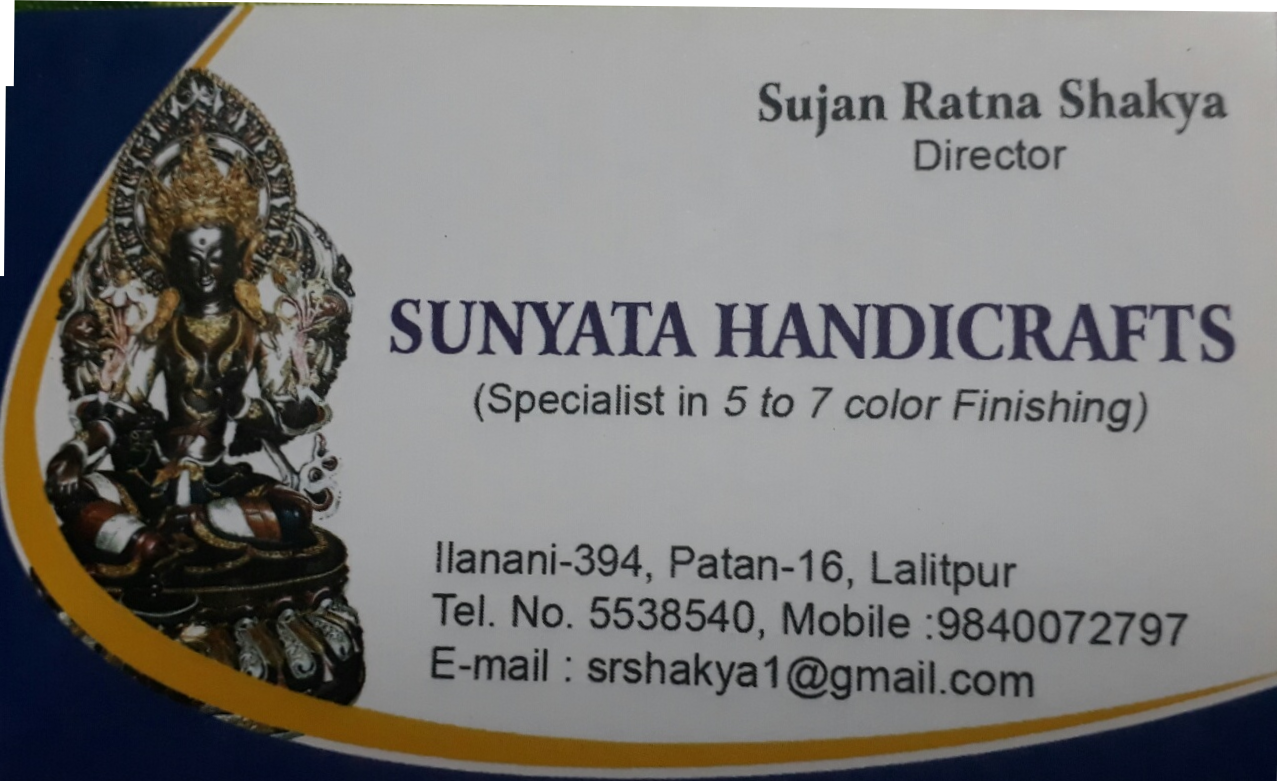 Sujan Ratna Shakya
Director
SUNYATA HANDICRAFTS
(Specialist in 5 to 7 color Finishing)
Ilanani-394, Patan-16, Lalitpur
Tel. No. 5538540, Mobile :9840072797
E-mail : srshakya1@gmail.com